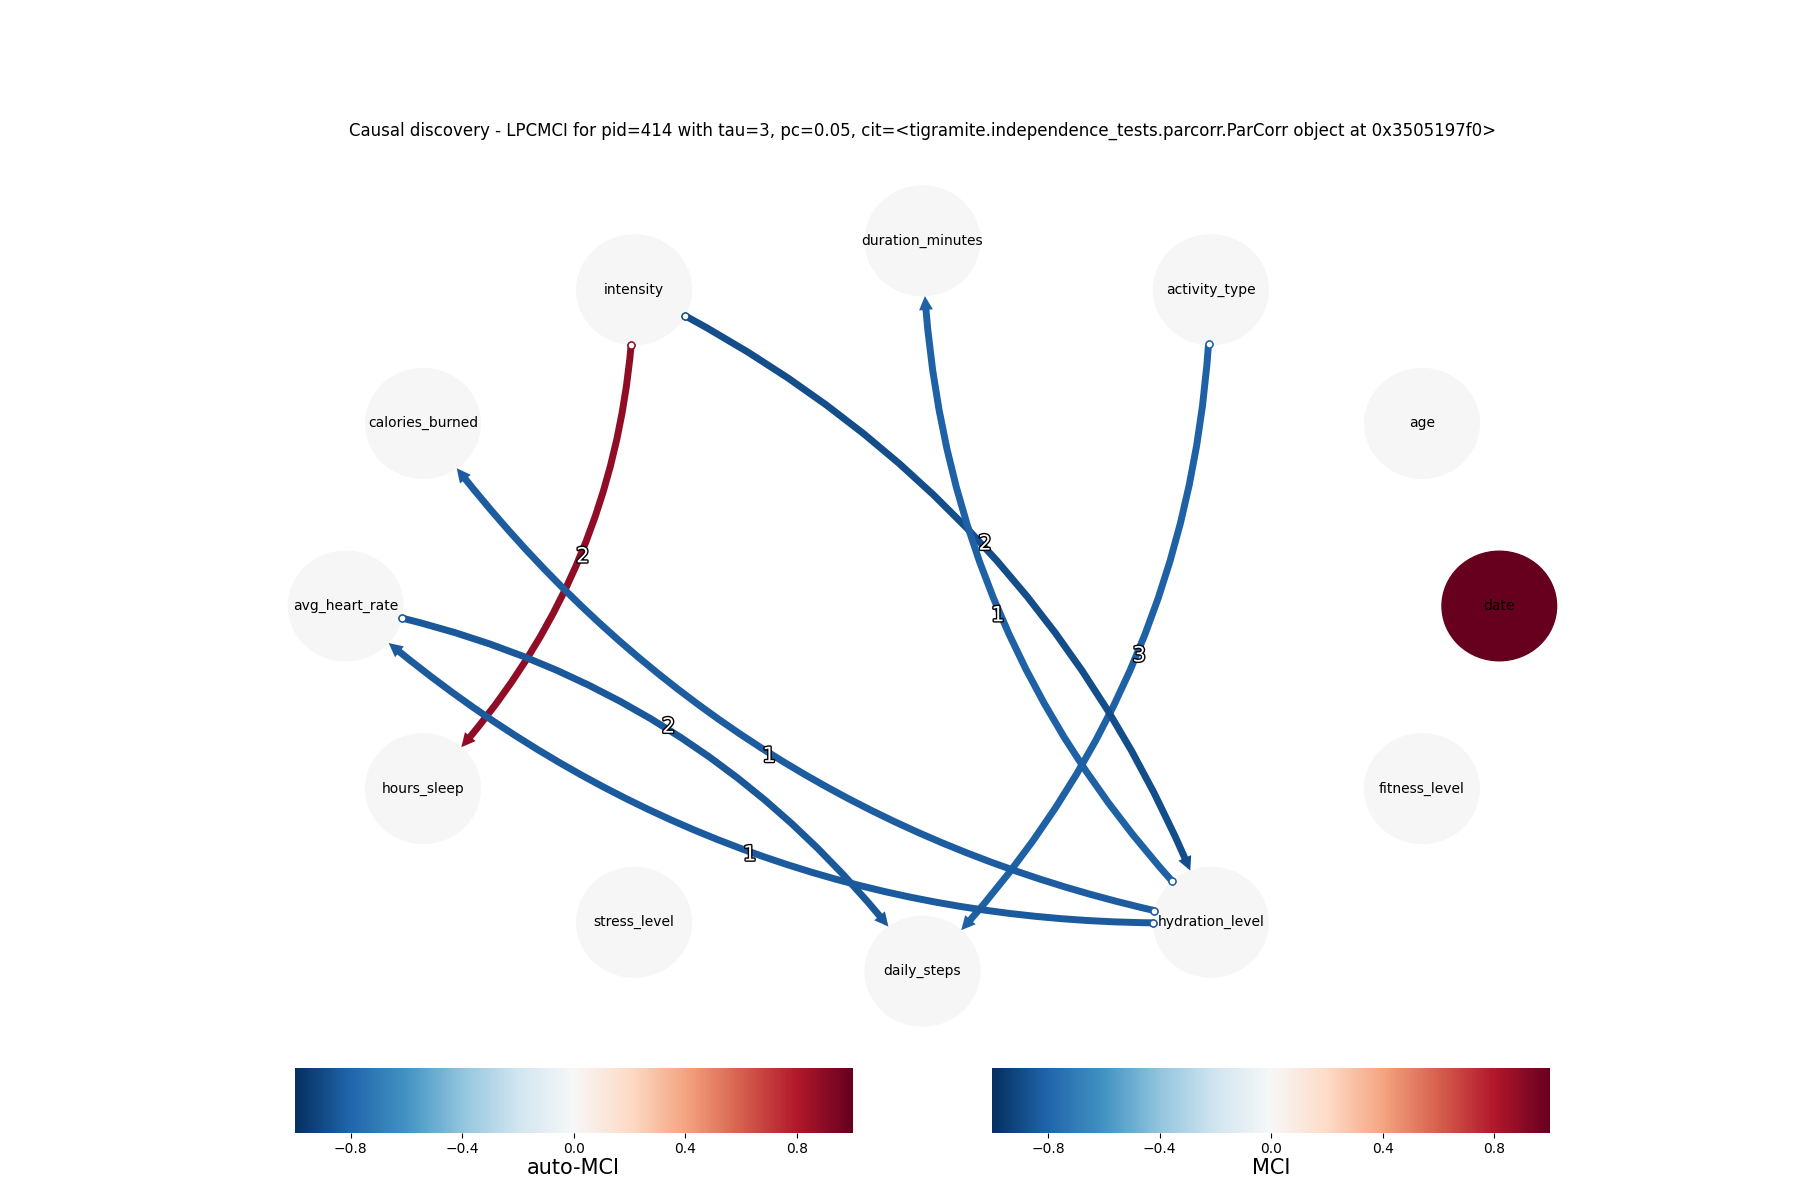 Causal discovery - LPCMCI for pid=414 with tau=3, pc=0.05, cit=<tigramite.independence_tests.parcorr.ParCorr object at 0x3505197f0>
duration_minutes
intensity
activity_type
calories_burned
age
2
2
1
avg_heart_rate
date
3
2
1
hours_sleep
fitness_level
1
stress_level
hydration_level
daily_steps
−0.8 −0.4 0.0 0.4 0.8
auto-MCI
−0.8 −0.4 0.0 0.4 0.8
MCI